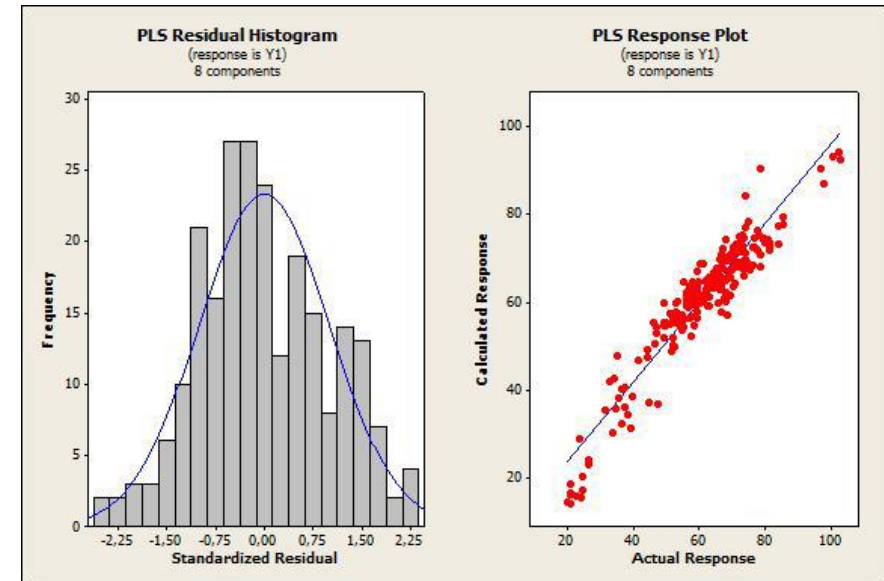 PLS Residual Histogram
(response is Y1)
8 components
30
25
20
15
10
5
0
Frequency
-2,25 -1,50 -0,75 0,00 0,75 1,50 2,25
Standardized Residual
PLS Response Plot
(response is Y1)
8 components
100
80
60
40
20
Calculated Response
20 40 60 80 100
Actual Response